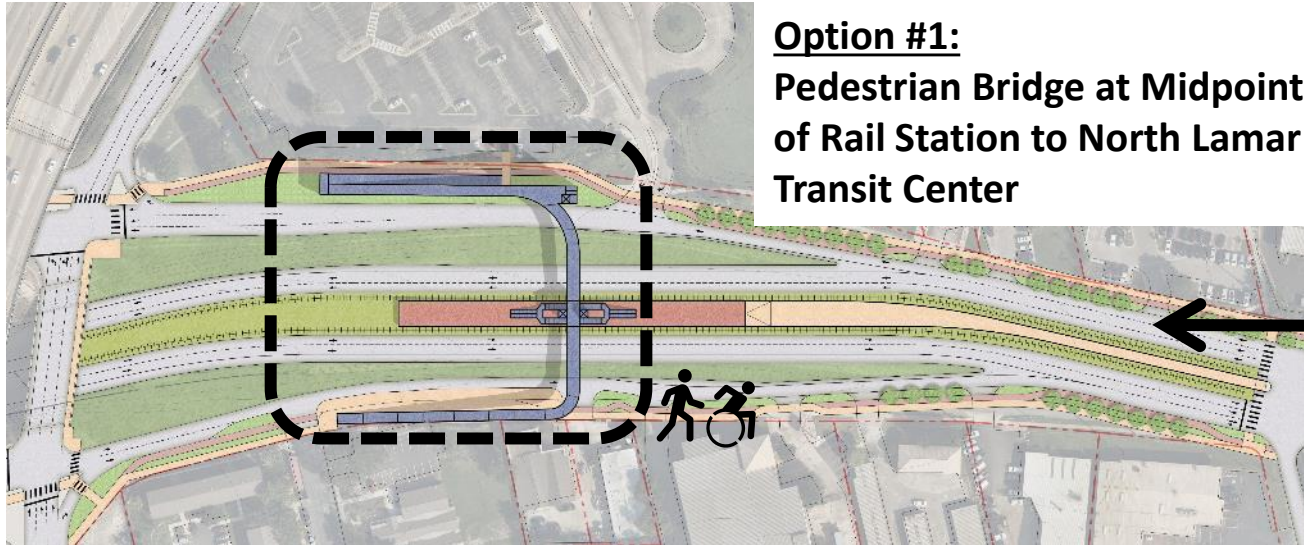 Option #1:
Pedestrian Bridge at Midpoint
of Rail Station to North Lamar
Transit Center